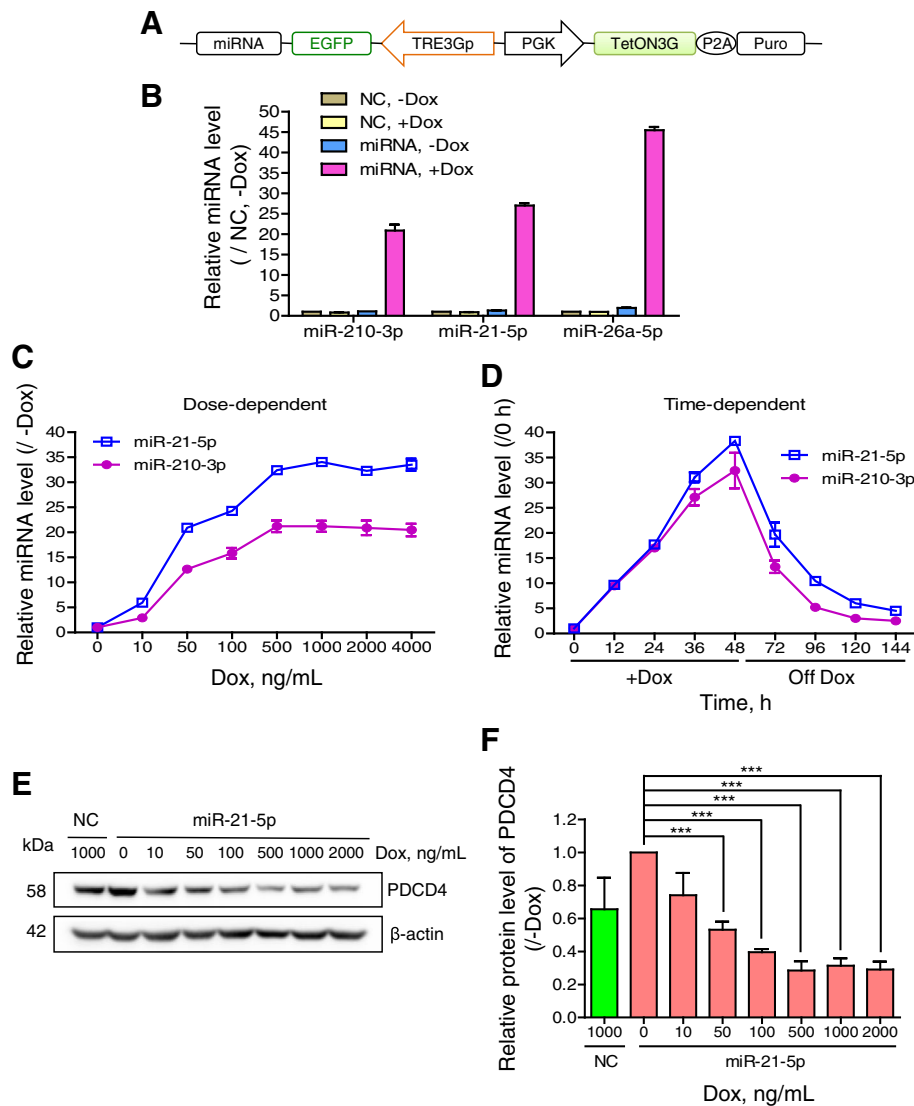 A
miRNA EGFP TRE3Gp PGK TetON3G P2A Puro
B
Relative miRNA level
(/ NC, -Dox)
50
45
40
35
30
25
20
15
10
5
0
NC, -Dox
NC, +Dox
miRNA, -Dox
miRNA, +Dox
miR-210-3p miR-21-5p miR-26a-5p
C
Dose-dependent
Relative miRNA level (/ -Dox)
40
35
30
25
20
15
10
5
0
miR-21-5p
miR-210-3p
0 10 50 100 500 1000 2000 4000
Dox, ng/mL
D
Time-dependent
Relative miRNA level (/0 h)
40
35
30
25
20
15
10
5
0
miR-21-5p
miR-210-3p
0 12 24 36 48 72 96 120 144
+Dox Off Dox
Time, h
E
NC miR-21-5p
kDa
1000 0 10 50 100 500 1000 2000 Dox, ng/mL
58 PDCD4
42 β-actin
F
Relative protein level of PDCD4
(/-Dox)
1.2
1.0
0.8
0.6
0.4
0.2
0.0
***
***
***
***
***
1000 0 10 50 100 500 1000 2000
NC miR-21-5p
Dox, ng/mL